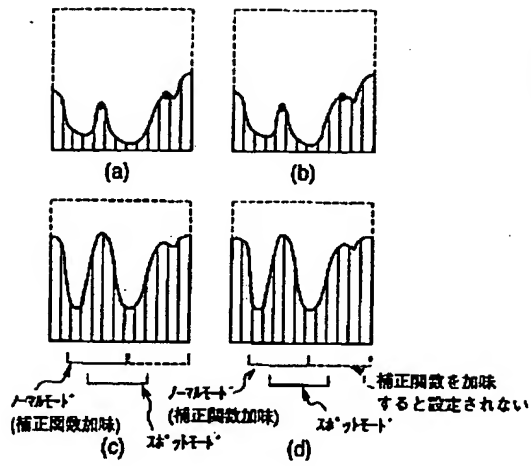 (a)
(b)
ノーマルモード
(補正関数加味)
スポットモード
(c)
ノーマルモード
(補正関数加味)
スポットモード
補正関数を加味
すると設定されない
(d)